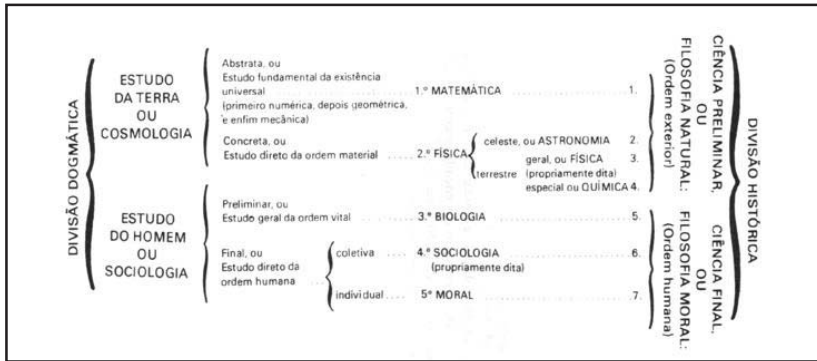 DIVISÃO DOGMÁTICA
ESTUDO
DA TERRA
OU
COSMOLOGIA
Abstrata, ou
Estudo fundamental da existência
universal ........ 1.º MATEMÁTICA ........ 1.
(primeiro numérica, depois geométrica,
e enfim mecânica)
Concreta, ou
Estudo direto da ordem material ..... 2.º FÍSICA
celeste, ou ASTRONOMIA 2.
geral, ou FÍSICA 3.
terrestre (propriamente dita)
especial ou QUÍMICA 4.
ESTUDO
DO HOMEM
OU
SOCIOLOGIA
Preliminar, ou
Estudo geral da ordem vital ........ 3.º BIOLOGIA ........ 5.
Final, ou
Estudo direto da
ordem humana ...
coletiva .... 4.º SOCIOLOGIA ........ 6.
(propriamente dita)
individual .... 5º MORAL ........ 7.
CIÊNCIA PRELIMINAR,
OU
FILOSOFIA NATURAL:
(Ordem exterior)
CIÊNCIA FINAL,
OU
FILOSOFIA MORAL:
(Ordem humana)
DIVISÃO HISTÓRICA